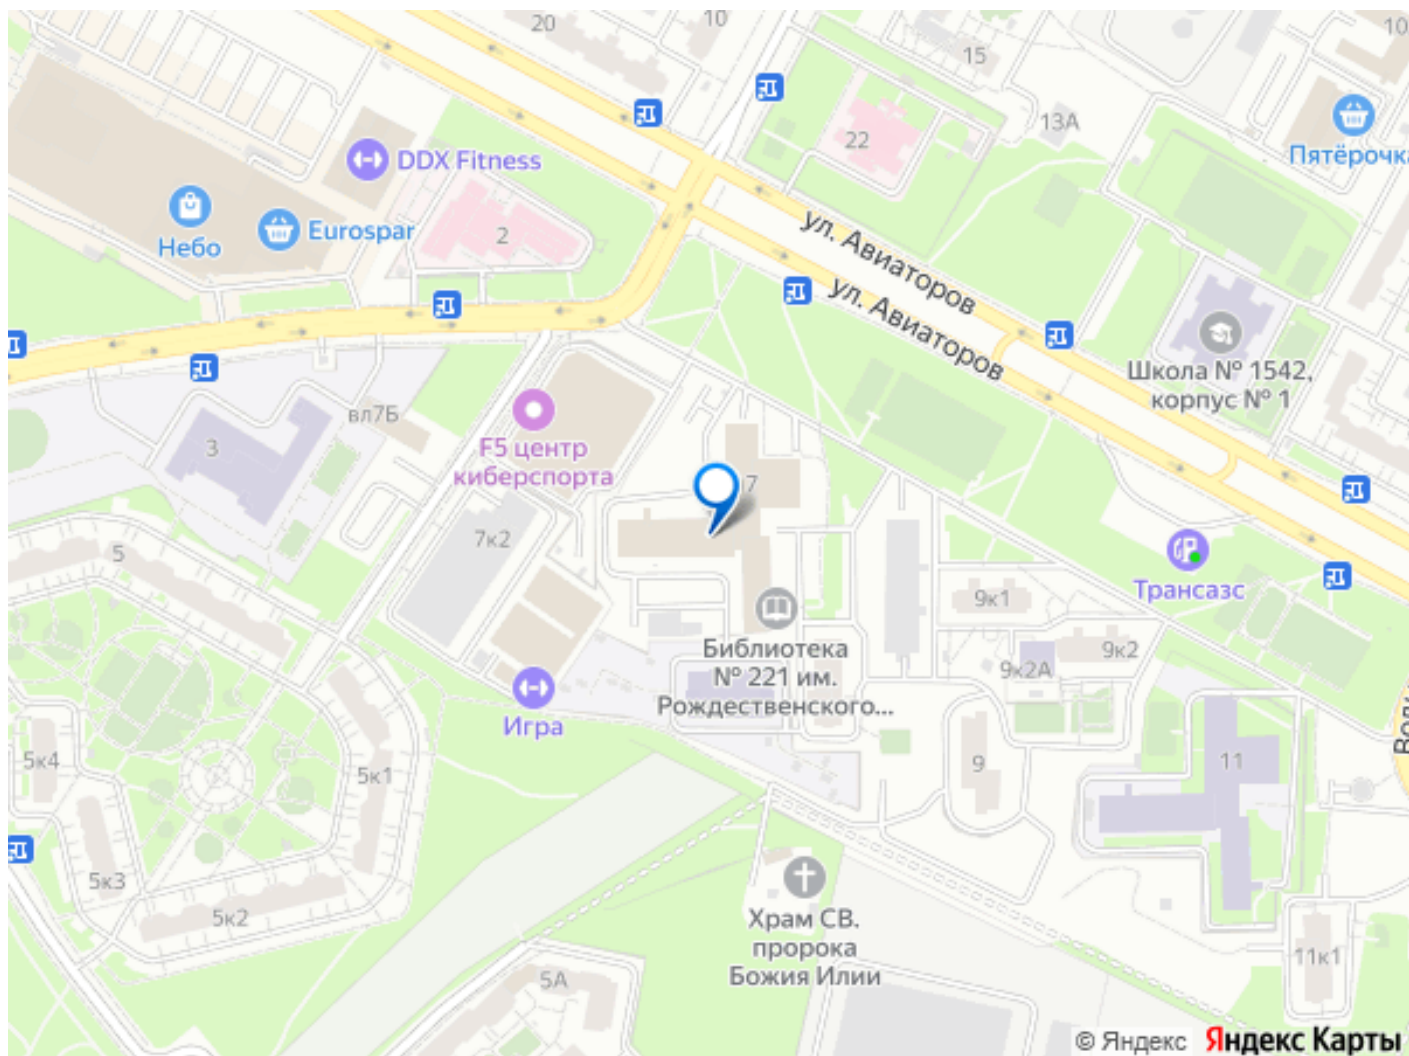 20
10
15
10
13А
22
Пятёрочка
DDX Fitness
Небо
Eurospar
2
ул. Авиаторов
ул. Авиаторов
Школа № 1542,
корпус № 1
вл7Б
3
F5 центр
киберспорта
7
7к2
5
Трансазс
9к1
9к2
9к2А
Библиотека
№ 221 им.
Рождественского...
Игра
5к4
5к1
9
11
5к3
5к2
Храм СВ.
пророка
Божия Илии
5А
11к1
© Яндекс Яндекс Карты